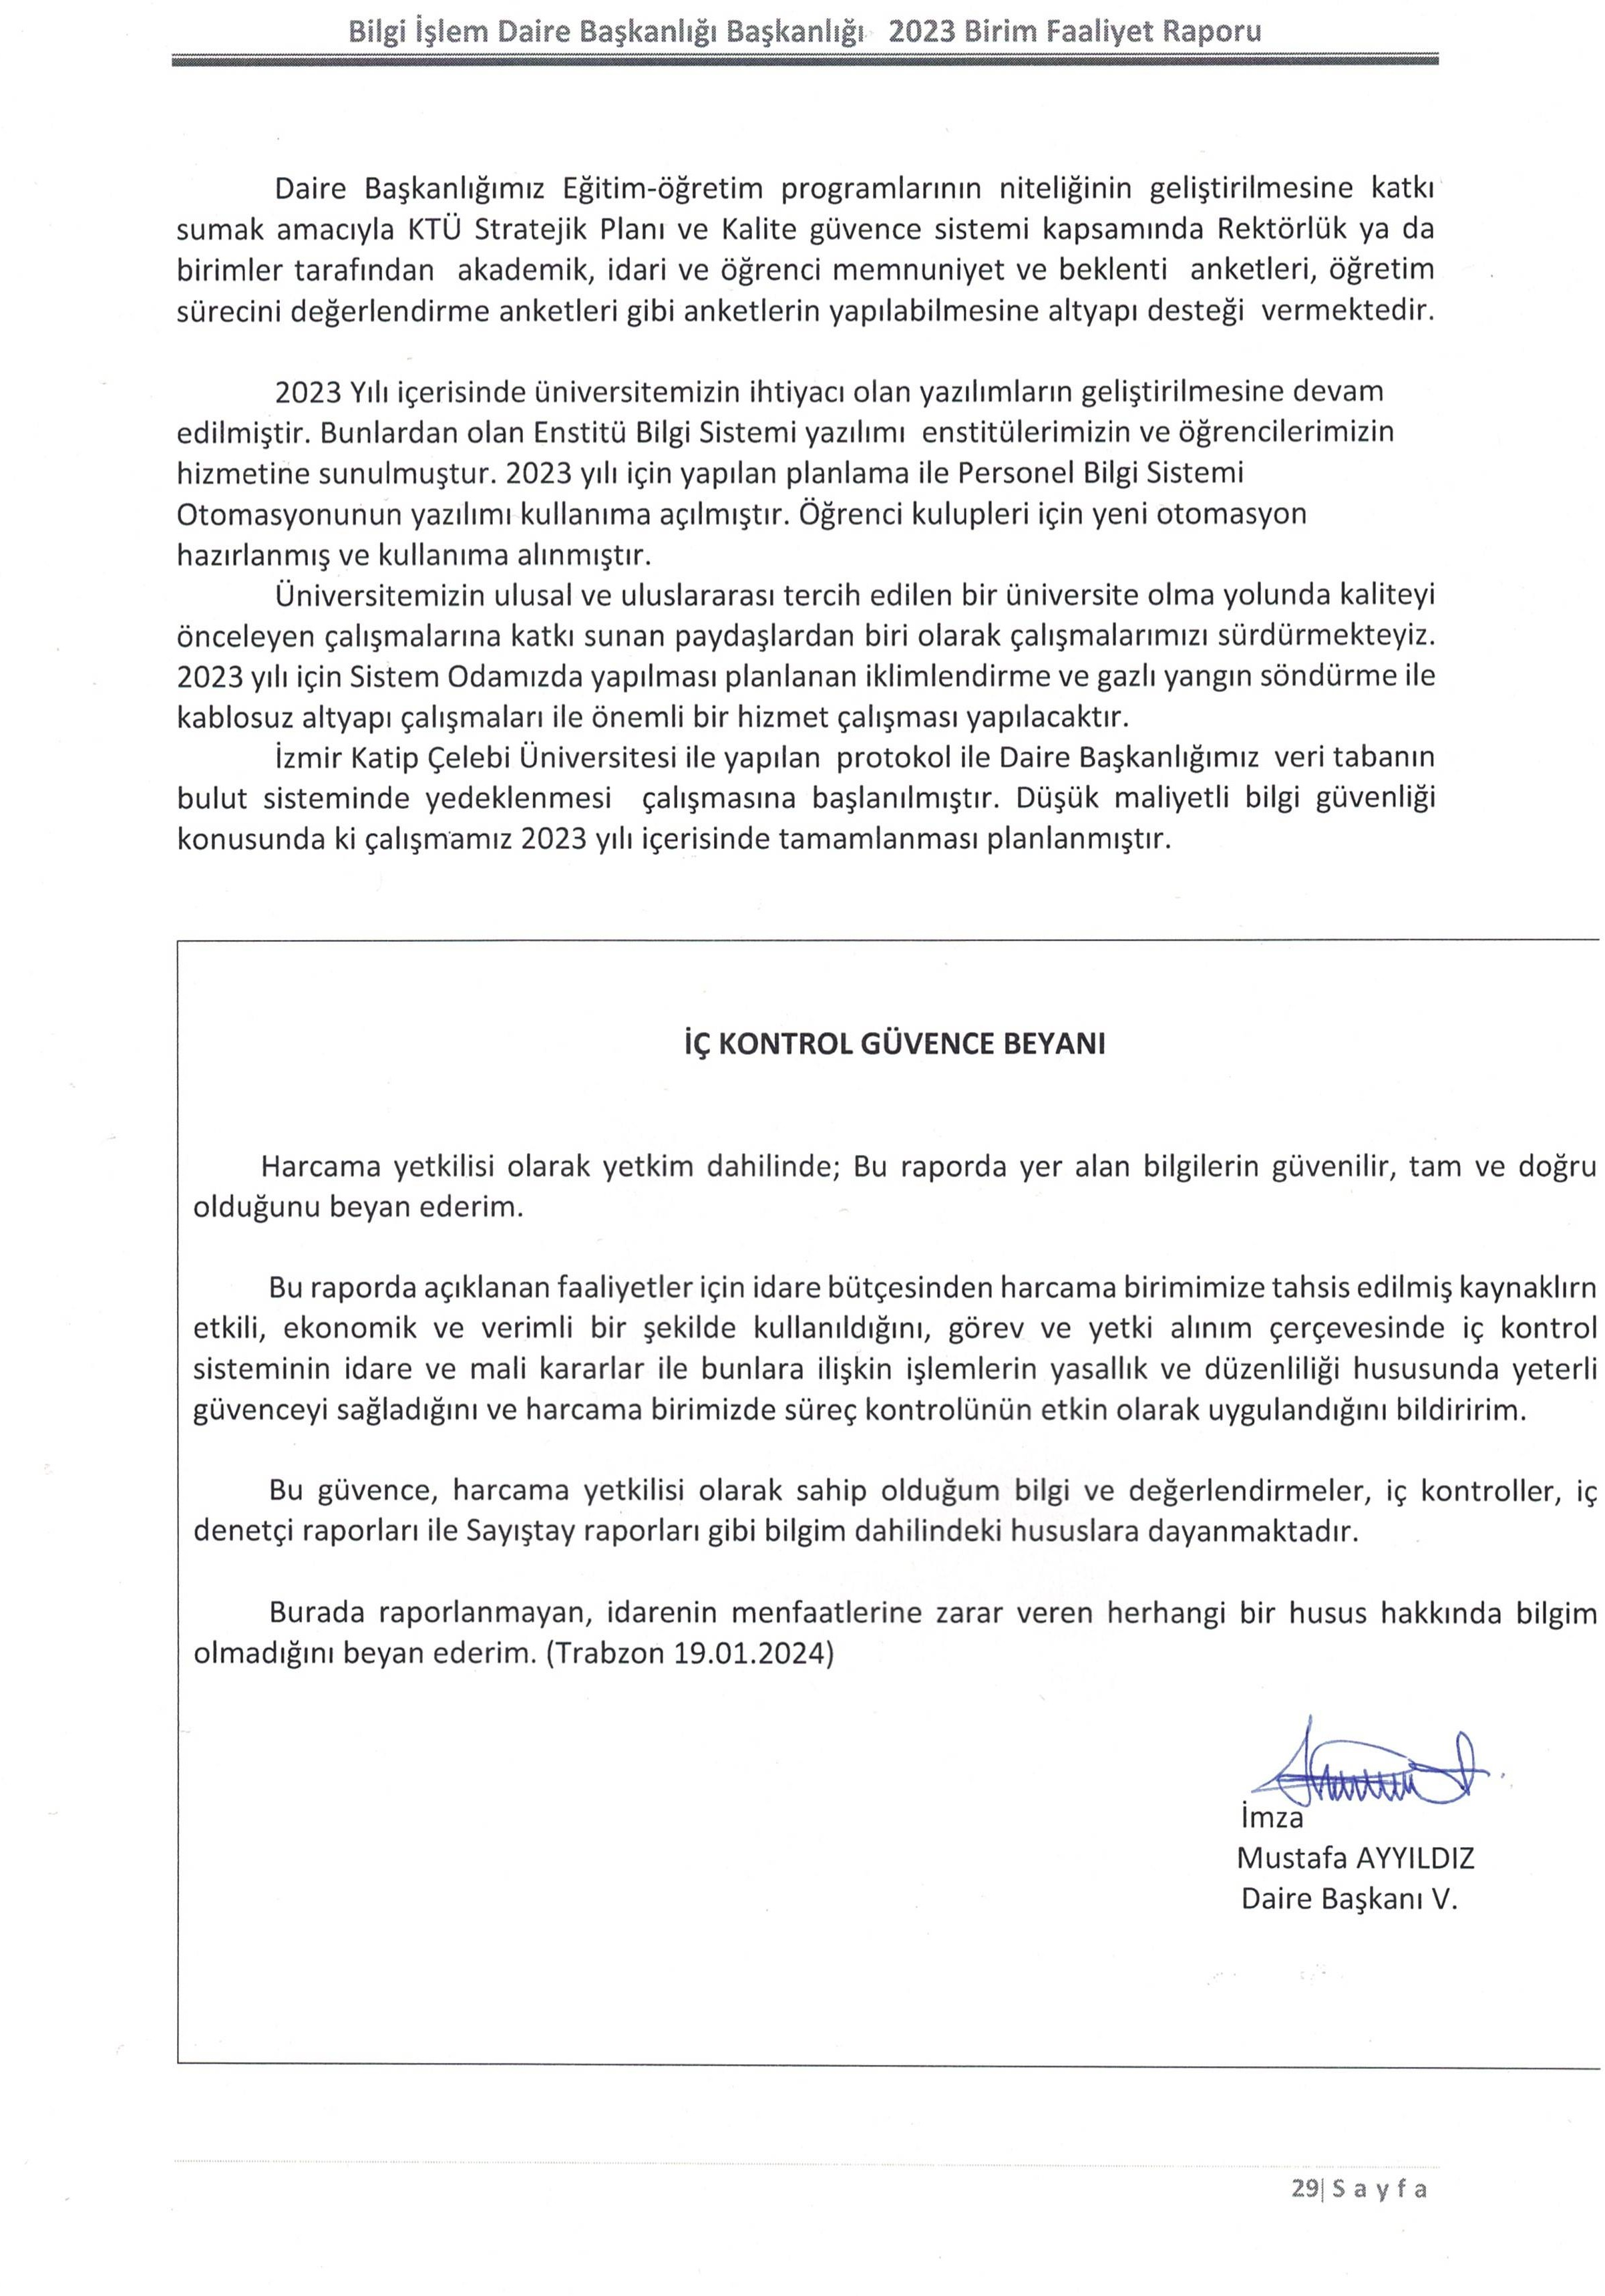 Bilgi İşlem Daire Başkanlığı Başkanlığı 2023 Birim Faaliyet Raporu
Daire Başkanlığımız Eğitim-öğretim programlarının niteliğinin geliştirilmesine katkı
sumak amacıyla KTÜ Stratejik Planı ve Kalite güvence sistemi kapsamında Rektörlük ya da
birimler tarafından akademik, idari ve öğrenci memnuniyet ve beklenti anketleri, öğretim
sürecini değerlendirme anketleri gibi anketlerin yapılabilmesine altyapı desteği vermektedir.
2023 Yılı içerisinde üniversitemizin ihtiyacı olan yazılımların geliştirilmesine devam
edilmiştir. Bunlardan olan Enstitü Bilgi Sistemi yazılımı enstitülerimizin ve öğrencilerimizin
hizmetine sunulmuştur. 2023 yılı için yapılan planlama ile Personel Bilgi Sistemi
Otomasyonunun yazılımı kullanıma açılmıştır. Öğrenci kulupleri için yeni otomasyon
hazırlanmış ve kullanıma alınmıştır.
Üniversitemizin ulusal ve uluslararası tercih edilen bir üniversite olma yolunda kaliteyi
önceleyen çalışmalarına katkı sunan paydaşlardan biri olarak çalışmalarımızı sürdürmekteyiz.
2023 yılı için Sistem Odamızda yapılması planlanan iklimlendirme ve gazlı yangın söndürme ile
kablosuz altyapı çalışmaları ile önemli bir hizmet çalışması yapılacaktır.
İzmir Katip Çelebi Üniversitesi ile yapılan protokol ile Daire Başkanlığımız veri tabanın
bulut sisteminde yedeklenmesi çalışmasına başlanılmıştır. Düşük maliyetli bilgi güvenliği
konusunda ki çalışmamız 2023 yılı içerisinde tamamlanması planlanmıştır.
İÇ KONTROL GÜVENCE BEYANI
Harcama yetkilisi olarak yetkim dahilinde; Bu raporda yer alan bilgilerin güvenilir, tam ve doğru
olduğunu beyan ederim.
Bu raporda açıklanan faaliyetler için idare bütçesinden harcama birimimize tahsis edilmiş kaynaklırn
etkili, ekonomik ve verimli bir şekilde kullanıldığını, görev ve yetki alınım çerçevesinde iç kontrol
sisteminin idare ve mali kararlar ile bunlara ilişkin işlemlerin yasallık ve düzenliliği hususunda yeterli
güvenceyi sağladığını ve harcama birimizde süreç kontrolünün etkin olarak uygulandığını bildiririm.
Bu güvence, harcama yetkilisi olarak sahip olduğum bilgi ve değerlendirmeler, iç kontroller, iç
denetçi raporları ile Sayıştay raporları gibi bilgim dahilindeki hususlara dayanmaktadır.
Burada raporlanmayan, idarenin menfaatlerine zarar veren herhangi bir husus hakkında bilgim
olmadığını beyan ederim. (Trabzon 19.01.2024)
İmza
Mustafa AYYILDIZ
Daire Başkanı V.
29| S a y f a